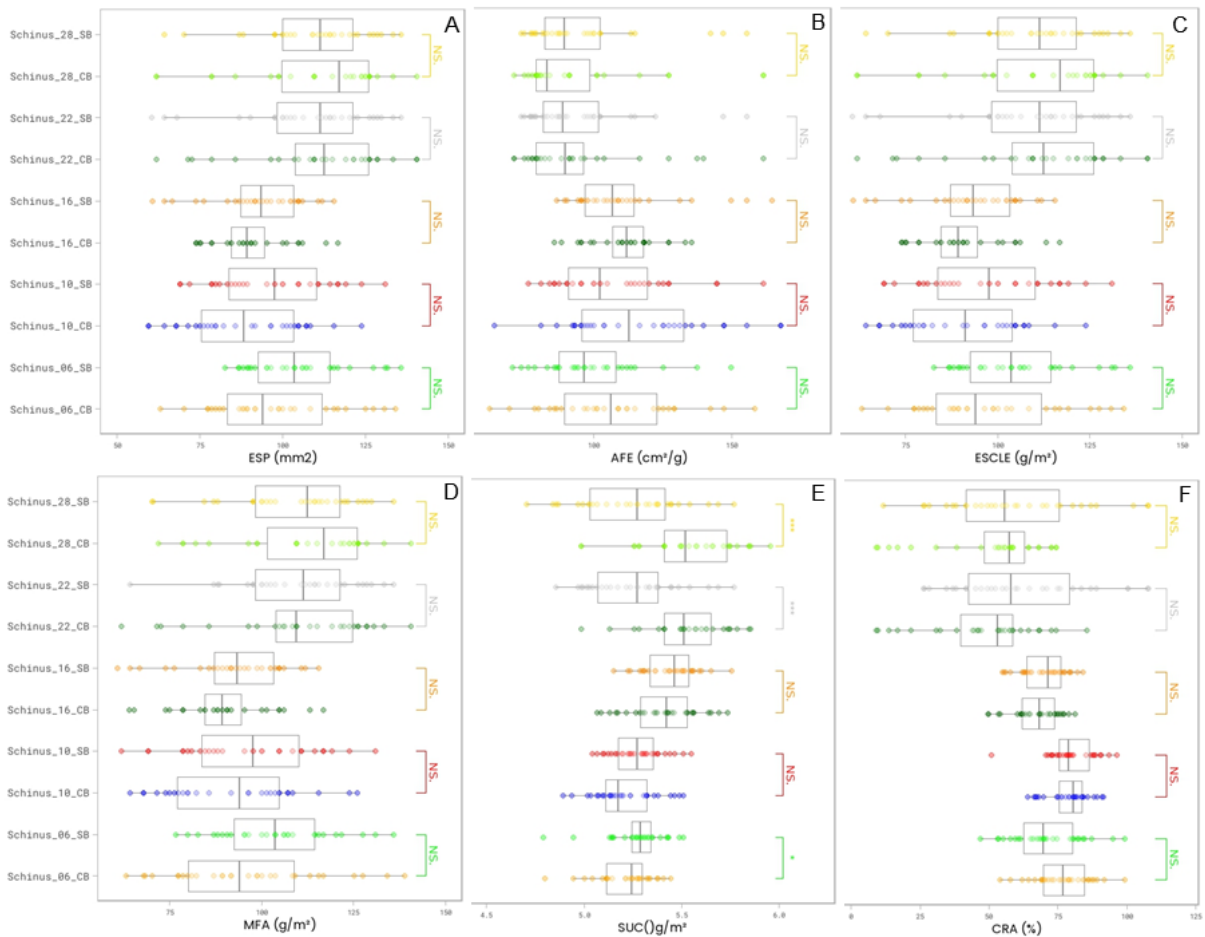 A
B
C
Schinus_28_SB
NS.
NS.
NS.
Schinus_28_CB
Schinus_22_SB
NS.
NS.
NS.
Schinus_22_CB
Schinus_16_SB
NS.
NS.
NS.
Schinus_16_CB
Schinus_10_SB
NS.
NS.
NS.
Schinus_10_CB
Schinus_06_SB
NS.
NS.
NS.
Schinus_06_CB
50 75 100 125 150
100 150
75 100 125 150
ESP (mm2)
AFE (cm²/g)
ESCLE (g/m²)
D
E
F
Schinus_28_SB
NS.
***
NS.
Schinus_28_CB
Schinus_22_SB
NS.
***
NS.
Schinus_22_CB
Schinus_16_SB
NS.
NS.
NS.
Schinus_16_CB
Schinus_10_SB
NS.
NS.
NS.
Schinus_10_CB
Schinus_06_SB
NS.
*
NS.
Schinus_06_CB
75 100 125 150
4.5 5.0 5.5 6.0
0 25 50 75 100 125
MFA (g/m²)
SUC()g/m²
CRA (%)